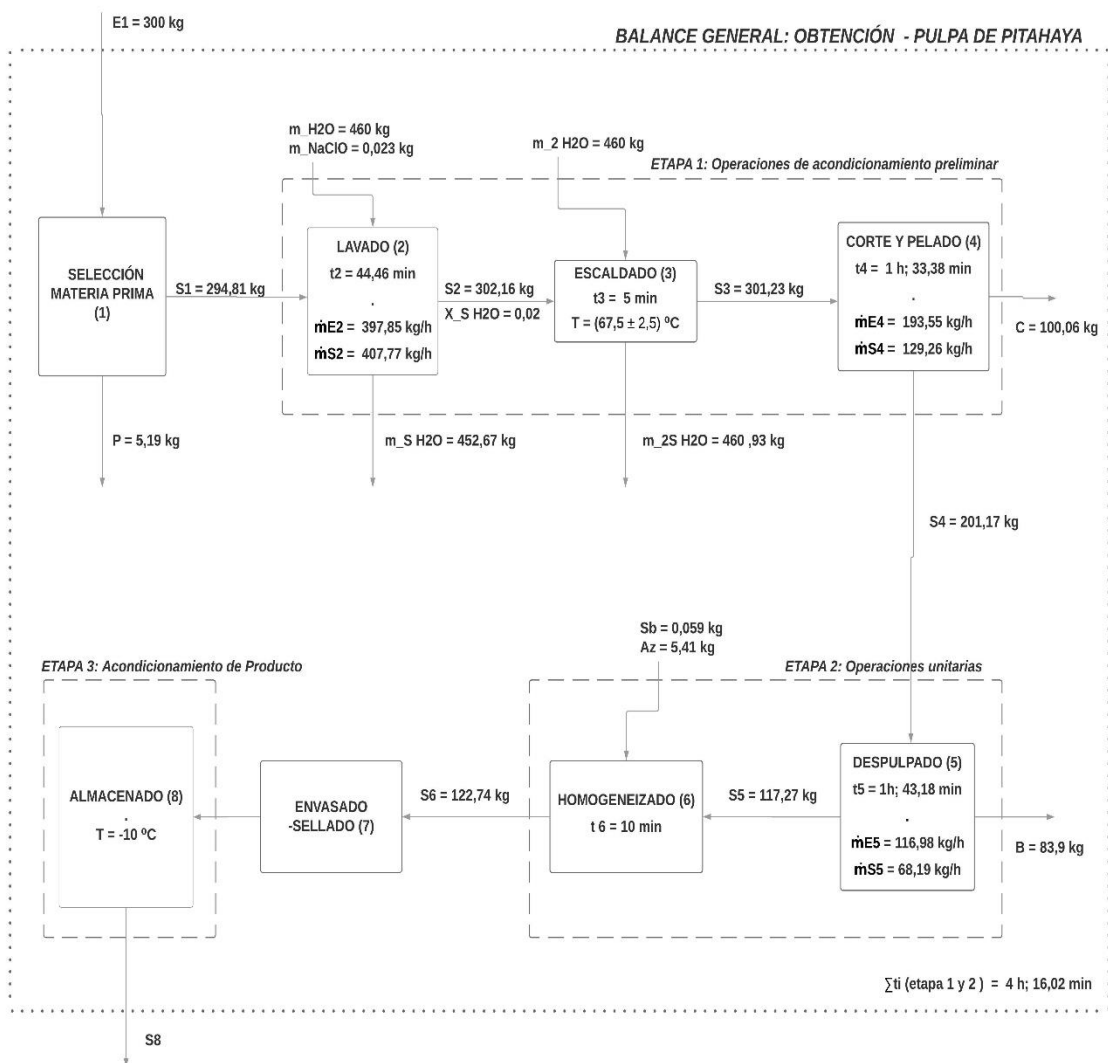 E1 = 300 kg
BALANCE GENERAL: OBTENCIÓN - PULPA DE PITAHAYA
m_H2O = 460 kg
m_NaClO = 0,023 kg
m_2 H2O = 460 kg
ETAPA 1: Operaciones de acondicionamiento preliminar
SELECCIÓN
MATERIA PRIMA
(1)
S1 = 294,81 kg
LAVADO (2)
t2 = 44,46 min
.
ṁE2 = 397,85 kg/h
ṁS2 = 407,77 kg/h
S2 = 302,16 kg
X_S H2O = 0,02
ESCALDADO (3)
t3 = 5 min
T = (67,5 ± 2,5) ºC
S3 = 301,23 kg
CORTE Y PELADO (4)
t4 = 1 h; 33,38 min
.
ṁE4 = 193,55 kg/h
ṁS4 = 129,26 kg/h
C = 100,06 kg
P = 5,19 kg
m_S H2O = 452,67 kg
m_2S H2O = 460 ,93 kg
S4 = 201,17 kg
Sb = 0,059 kg
Az = 5,41 kg
ETAPA 3: Acondicionamiento de Producto
ETAPA 2: Operaciones unitarias
ALMACENADO (8)
.
T = -10 ºC
ENVASADO
-SELLADO (7)
S6 = 122,74 kg
HOMOGENEIZADO (6)
t 6 = 10 min
S5 = 117,27 kg
DESPULPADO (5)
t5 = 1h; 43,18 min
.
ṁE5 = 116,98 kg/h
ṁS5 = 68,19 kg/h
B = 83,9 kg
∑ti (etapa 1 y 2 ) = 4 h; 16,02 min
S8